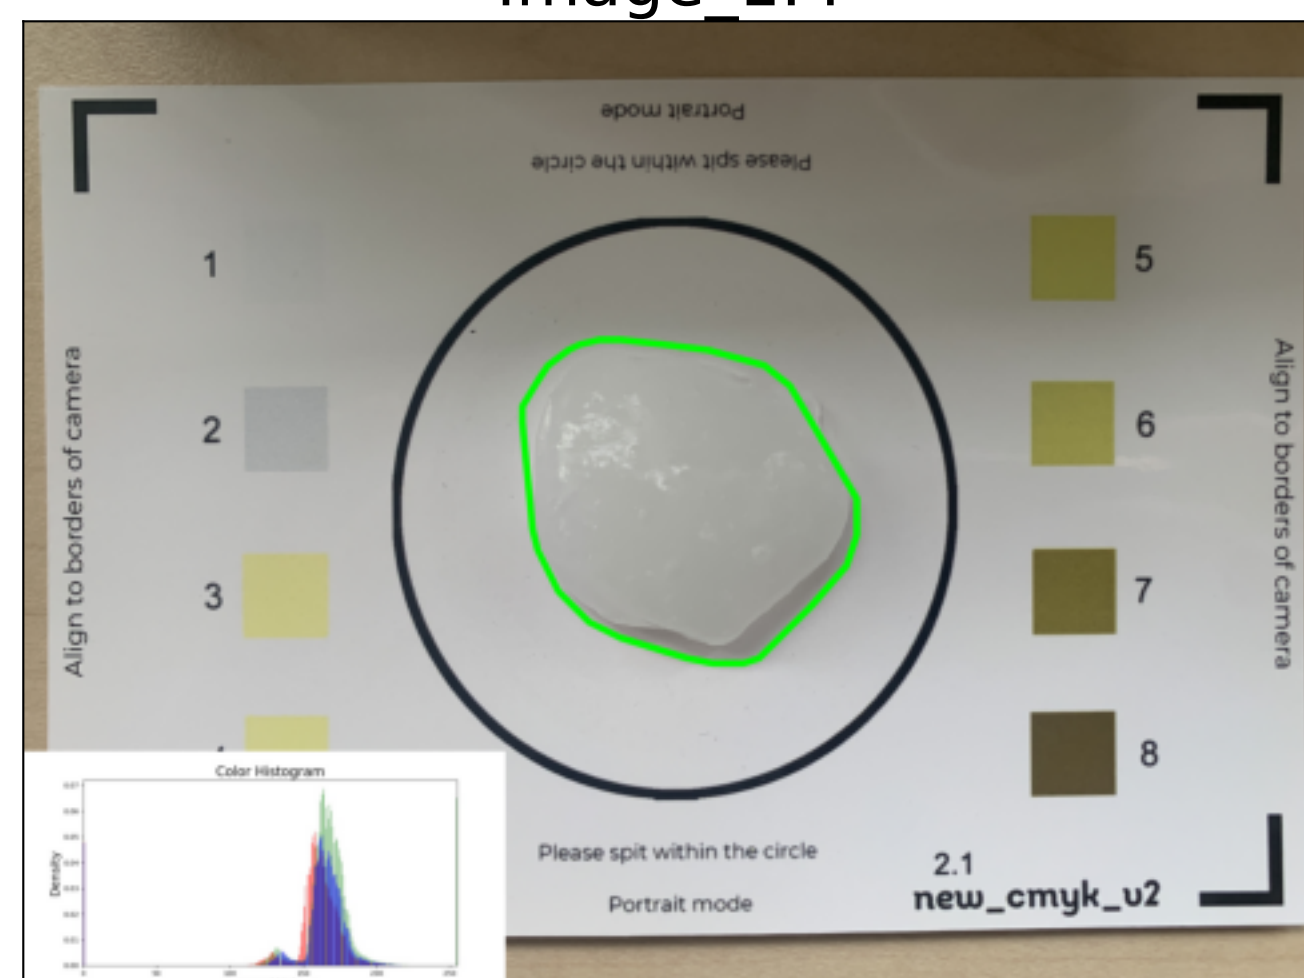 Portrait mode
Please spit within the circle
1
5
Align to borders of camera
Align to borders of camera
2
6
3
7
8
Color Histogram
Density
Please spit within the circle
2.1
new_cmyk_v2
Portrait mode